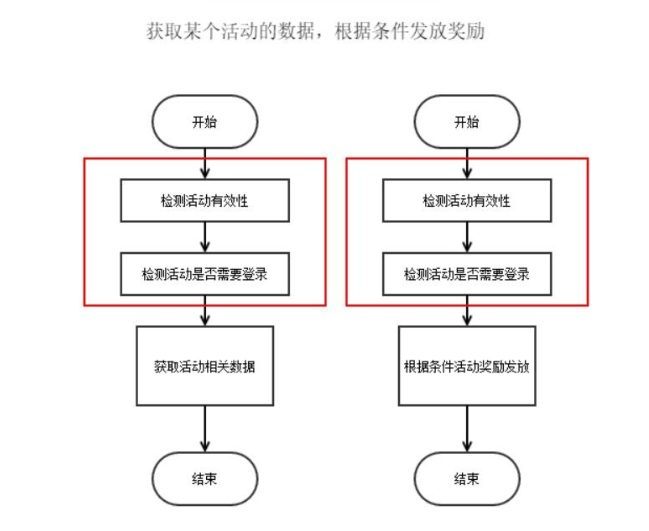 获取某个活动的数据，根据条件发放奖励
开始
检测活动有效性
检测活动是否需要登录
获取活动相关数据
结束
开始
检测活动有效性
检测活动是否需要登录
根据条件活动奖励发放
结束